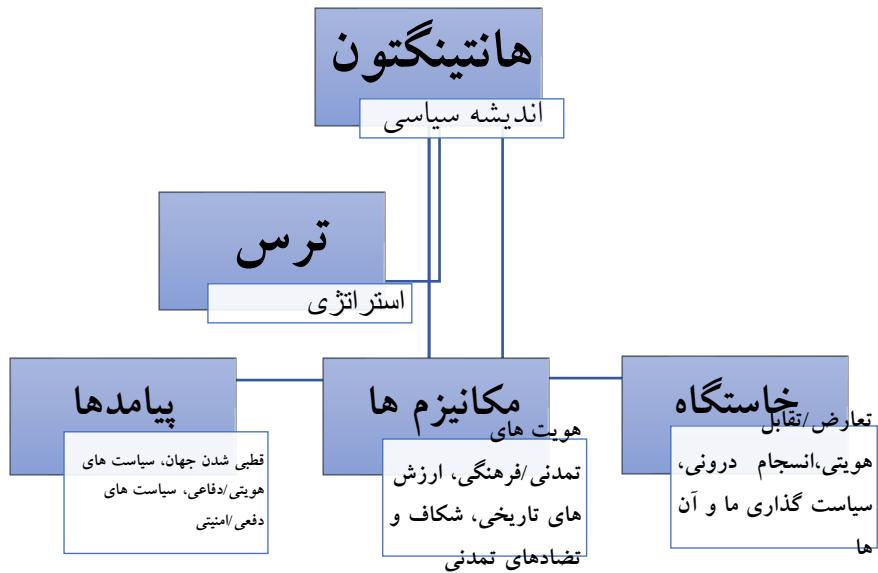 هانتینگتون
اندیشه سیاسی
ترس
استراتژی
خاستگاه
تعارض/تقابل
هویتی،انسجام درونی،
سیاست گذاری ما و آن
ها
مکانیزم ها
هویت های
تمدنی/فرهنگی، ارزش
های تاریخی، شکاف و
تضادهای تمدنی
پیامدها
قطبی شدن جهان، سیاست های
هویتی/دفاعی، سیاست های
دفعی/امنیتی